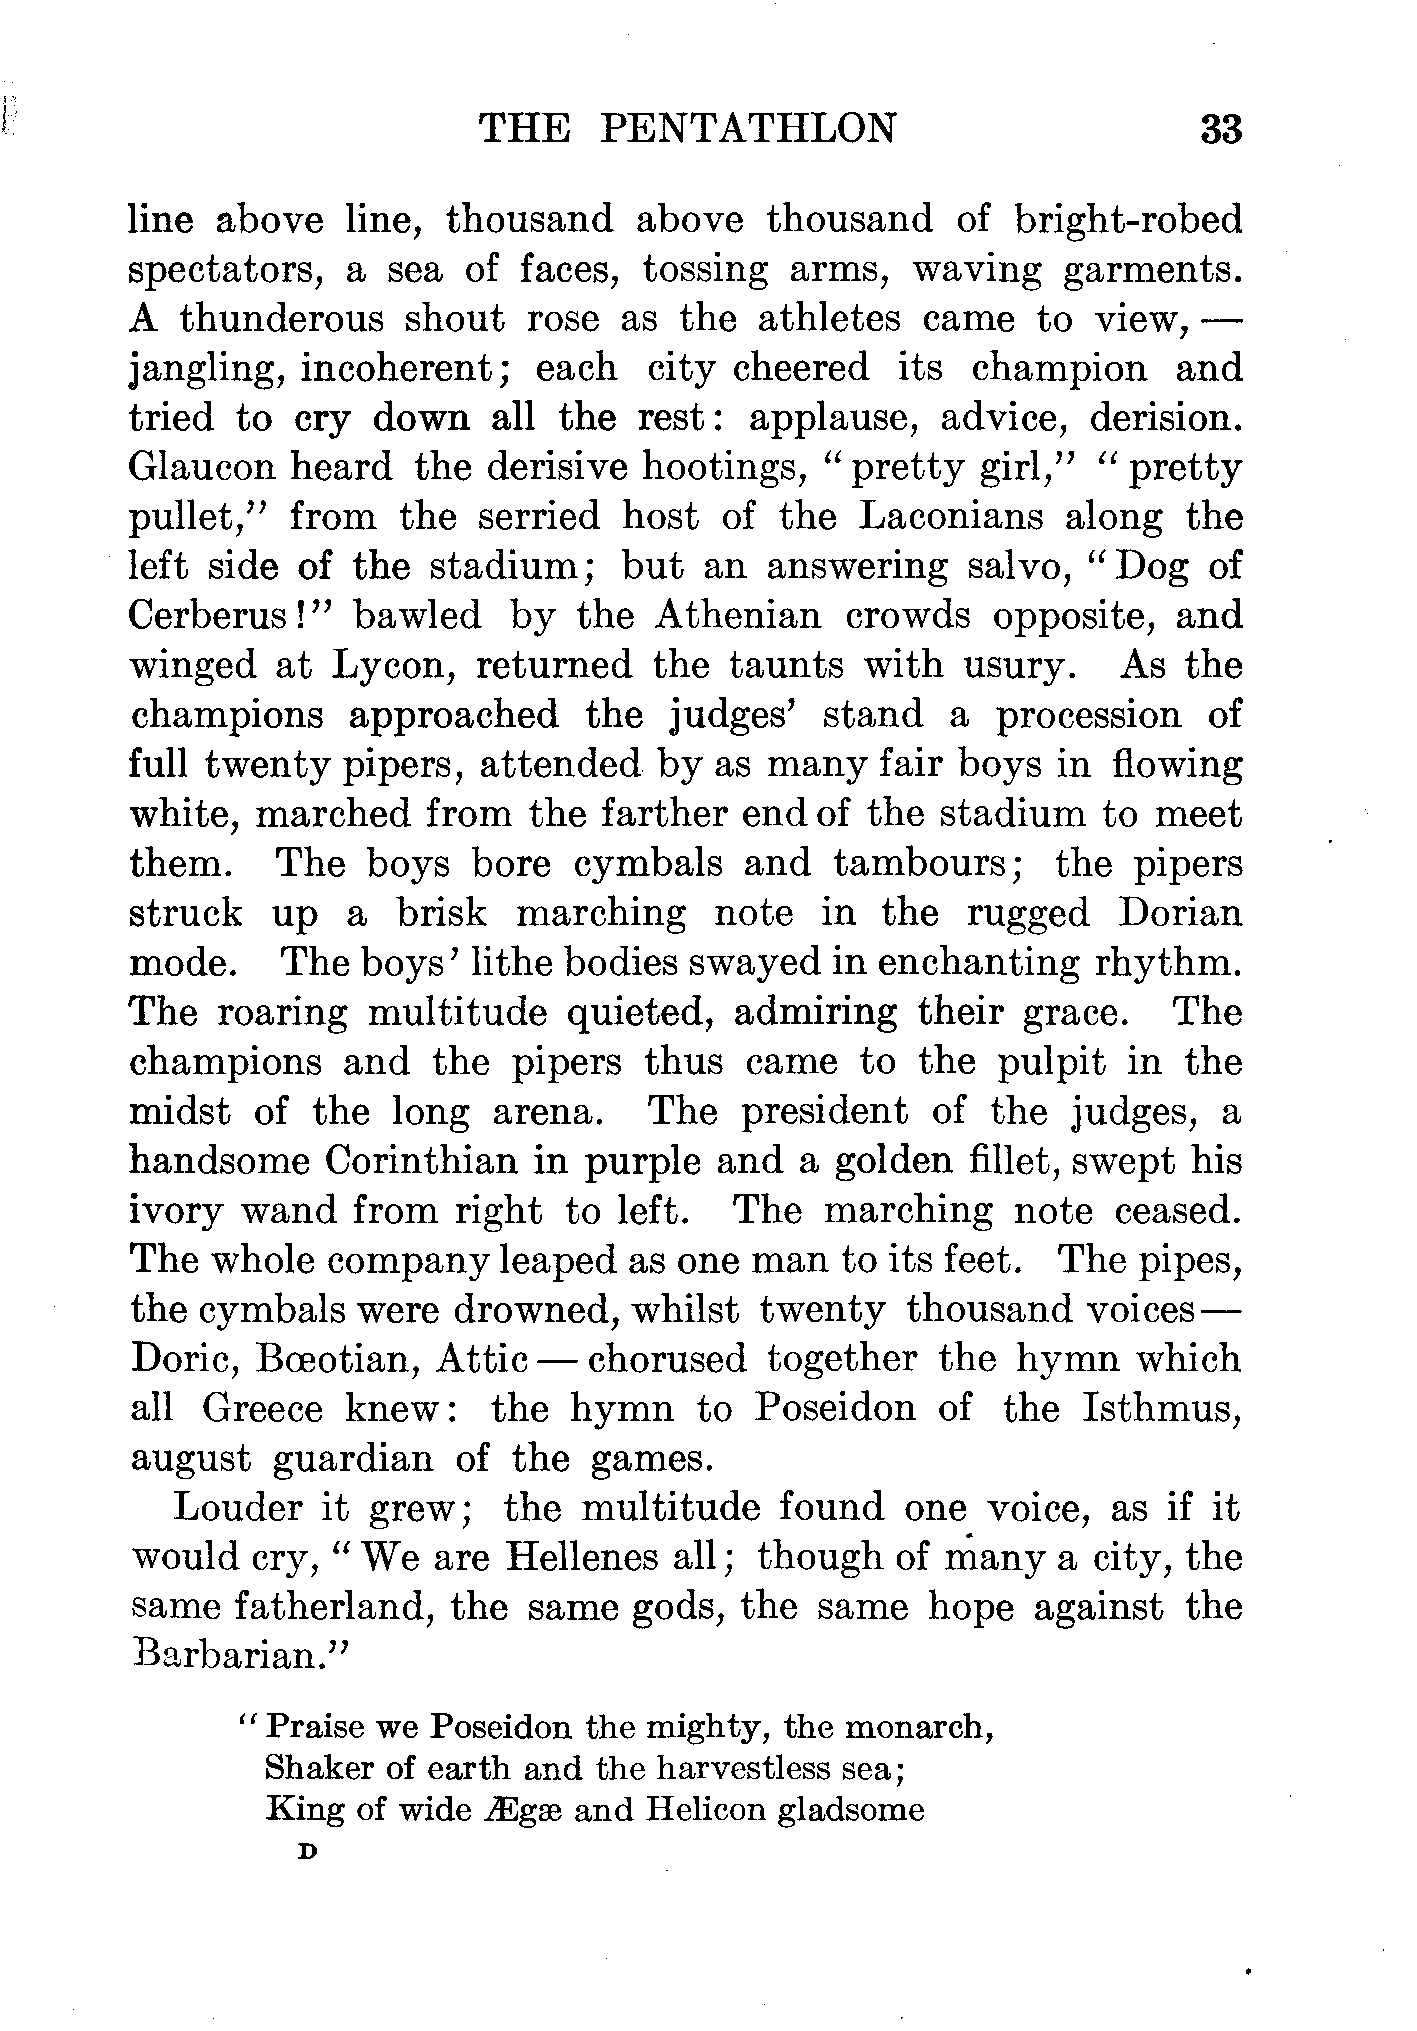 THE PENTATHLON 33
line above line, thousand above thousand of bright-robed
spectators, a sea of faces, tossing arms, waving garments.
A thunderous shout rose as the athletes came to view, —
jangling, incoherent; each city cheered its champion and
tried to cry down all the rest: applause, advice, derision.
Glaucon heard the derisive hootings, "pretty girl," "pretty
pullet," from the serried host of the Laconians along the
left side of the stadium; but an answering salvo, "Dog of
Cerberus!" bawled by the Athenian crowds opposite, and
winged at Lycon, returned the taunts with usury. As the
champions approached the judges' stand a procession of
full twenty pipers, attended by as many fair boys in flowing
white, marched from the farther end of the stadium to meet
them. The boys bore cymbals and tambours; the pipers
struck up a brisk marching note in the rugged Dorian
mode. The boys' lithe bodies swayed in enchanting rhythm.
The roaring multitude quieted, admiring their grace. The
champions and the pipers thus came to the pulpit in the
midst of the long arena. The president of the judges, a
handsome Corinthian in purple and a golden fillet, swept his
ivory wand from right to left. The marching note ceased.
The whole company leaped as one man to its feet. The pipes,
the cymbals were drowned, whilst twenty thousand voices—
Doric, Bœotian, Attic — chorused together the hymn which
all Greece knew: the hymn to Poseidon of the Isthmus,
august guardian of the games.
Louder it grew; the multitude found one voice, as if it
would cry, "We are Hellenes all; though of many a city, the
same fatherland, the same gods, the same hope against the
Barbarian."
"Praise we Poseidon the mighty, the monarch,
Shaker of earth and the harvestless sea;
King of wide Ægæ and Helicon gladsome
D